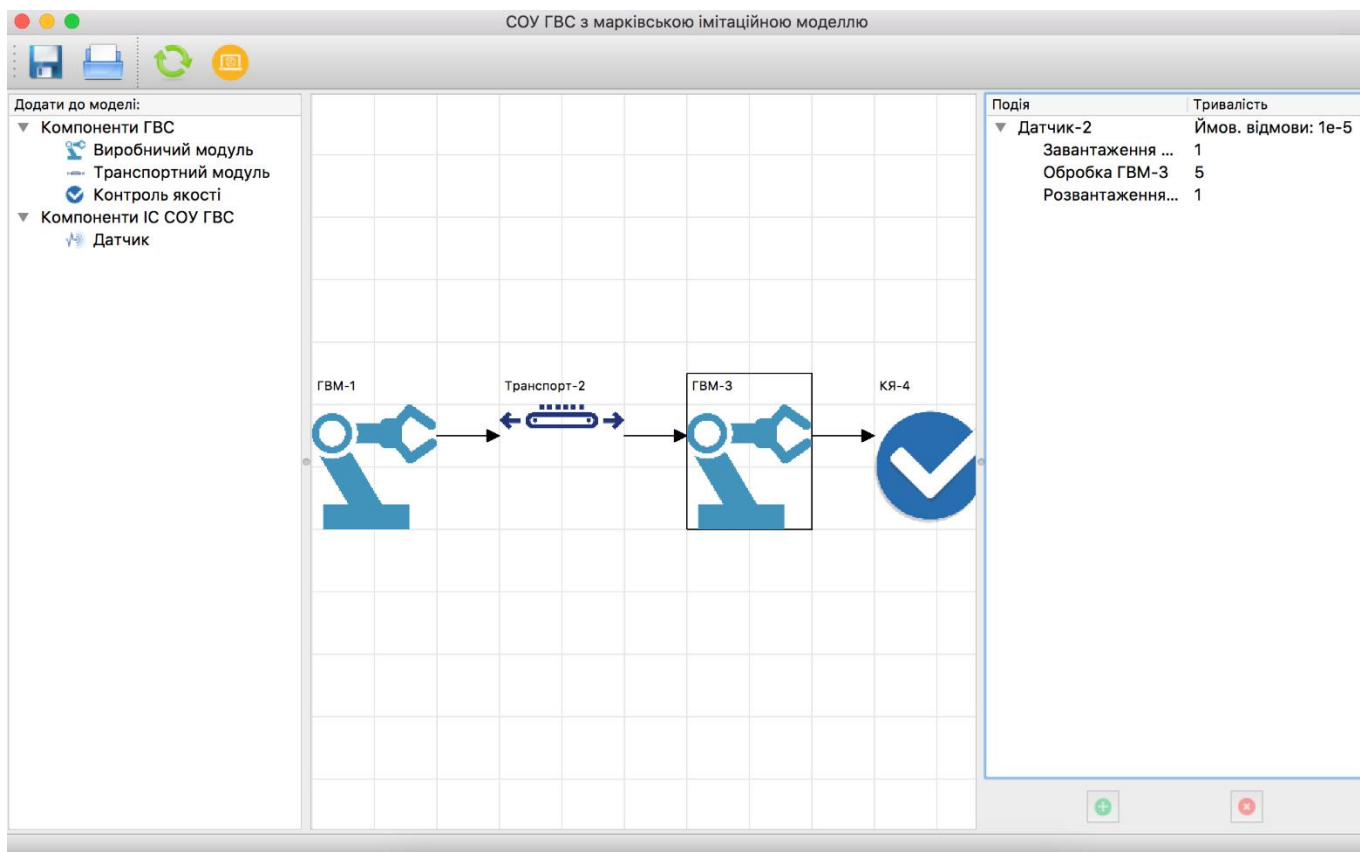 СОУ ГВС з марківською імітаційною моделлю
Додати до моделі:
Компоненти ГВС
Виробничий модуль
Транспортний модуль
Контроль якості
Компоненти ІС СОУ ГВС
Датчик
ГВМ-1
Транспорт-2
ГВМ-3
КЯ-4
Подія Тривалість
Датчик-2 Ймов. відмови: 1e-5
Завантаження ... 1
Обробка ГВМ-3 5
Розвантаження... 1